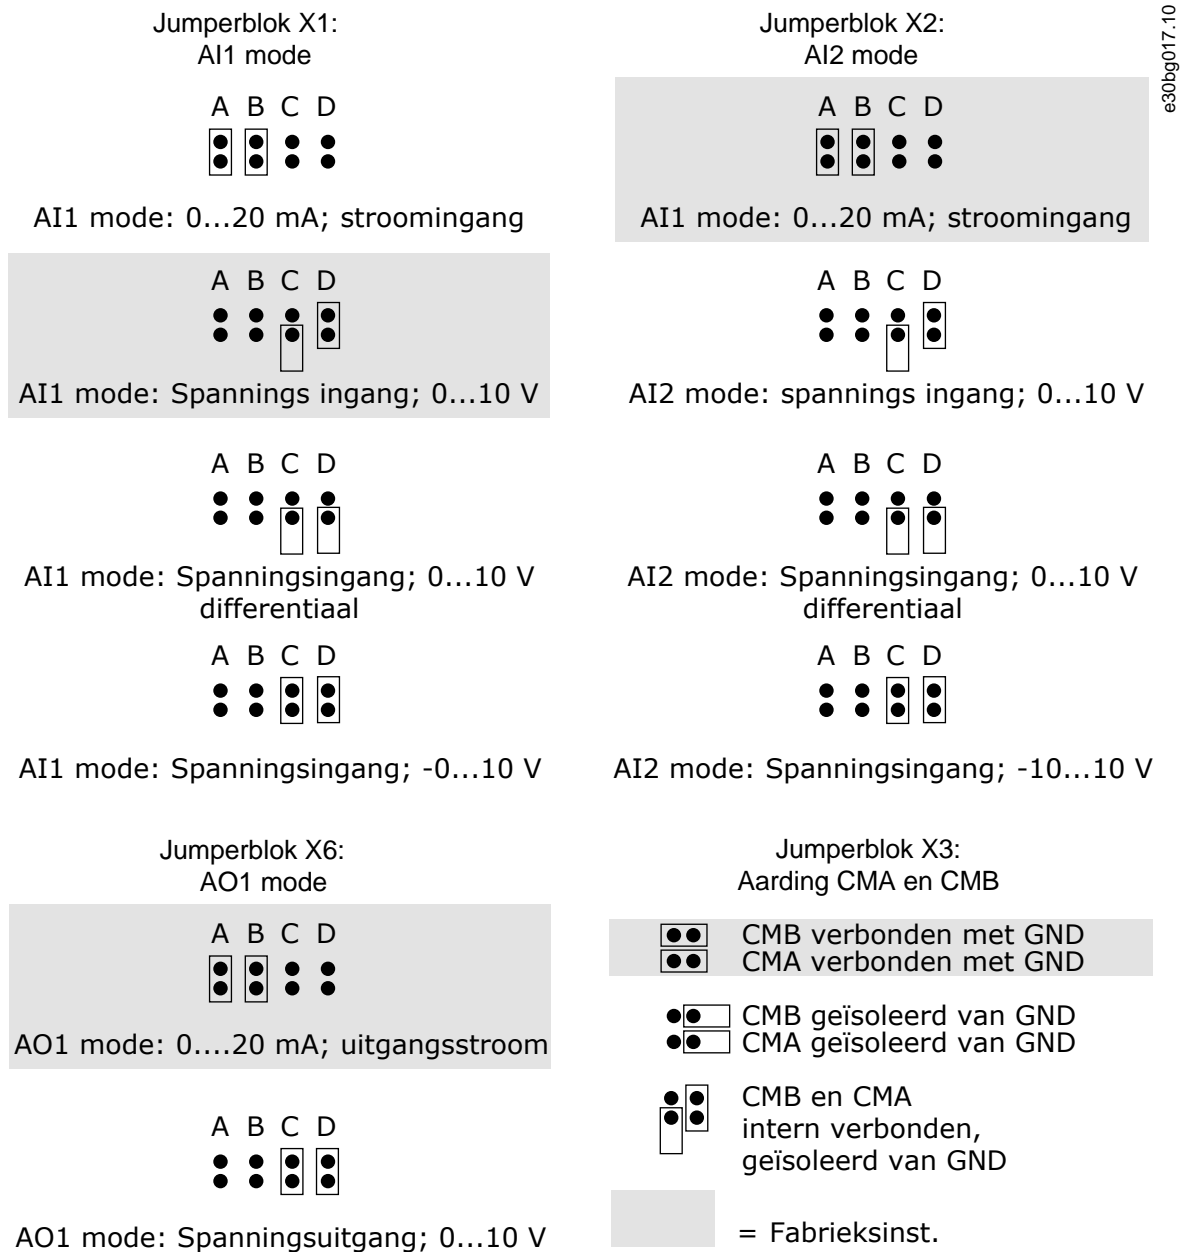 Jumperblok X1:
AI1 mode
A B C D
AI1 mode: 0...20 mA; stroomingang
A B C D
AI1 mode: Spannings ingang; 0...10 V
A B C D
AI1 mode: Spanningsingang; 0...10 V
differentiaal
A B C D
AI1 mode: Spanningsingang; -0...10 V
Jumperblok X2:
AI2 mode
A B C D
AI1 mode: 0...20 mA; stroomingang
A B C D
AI2 mode: spannings ingang; 0...10 V
A B C D
AI2 mode: Spanningsingang; 0...10 V
differentiaal
A B C D
AI2 mode: Spanningsingang; -10...10 V
Jumperblok X6:
AO1 mode
A B C D
AO1 mode: 0....20 mA; uitgangsstroom
A B C D
AO1 mode: Spanningsuitgang; 0...10 V
Jumperblok X3:
Aarding CMA en CMB
CMB verbonden met GND
CMA verbonden met GND
CMB geïsoleerd van GND
CMA geïsoleerd van GND
CMB en CMA
intern verbonden,
geïsoleerd van GND
= Fabrieksinst.
e30bg017.10